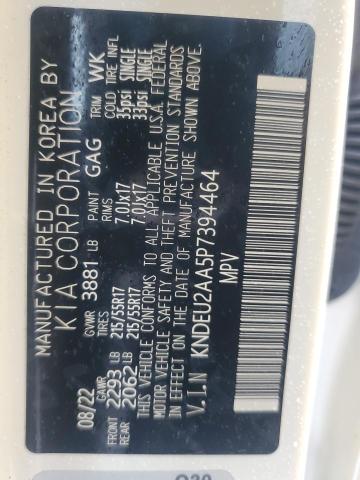 MANUFACTURED IN KOREA BY
KIA CORPORATION
08/22 GVWR 3881 LB PAINT GAG TRIM WK
GAWR TIRES RIMS COLD TIRE INFL
FRONT 2293 LB 215/55R17 7.0Jx17 35psi SINGLE
REAR 2062 LB 215/55R17 7.0Jx17 33psi SINGLE
THIS VEHICLE CONFORMS TO ALL APPLICABLE U.S.A. FEDERAL
MOTOR VEHICLE SAFETY AND THEFT PREVENTION STANDARDS
IN EFFECT ON THE DATE OF MANUFACTURE SHOWN ABOVE.
V.I.N KNDEU2AA5P7394464
MPV